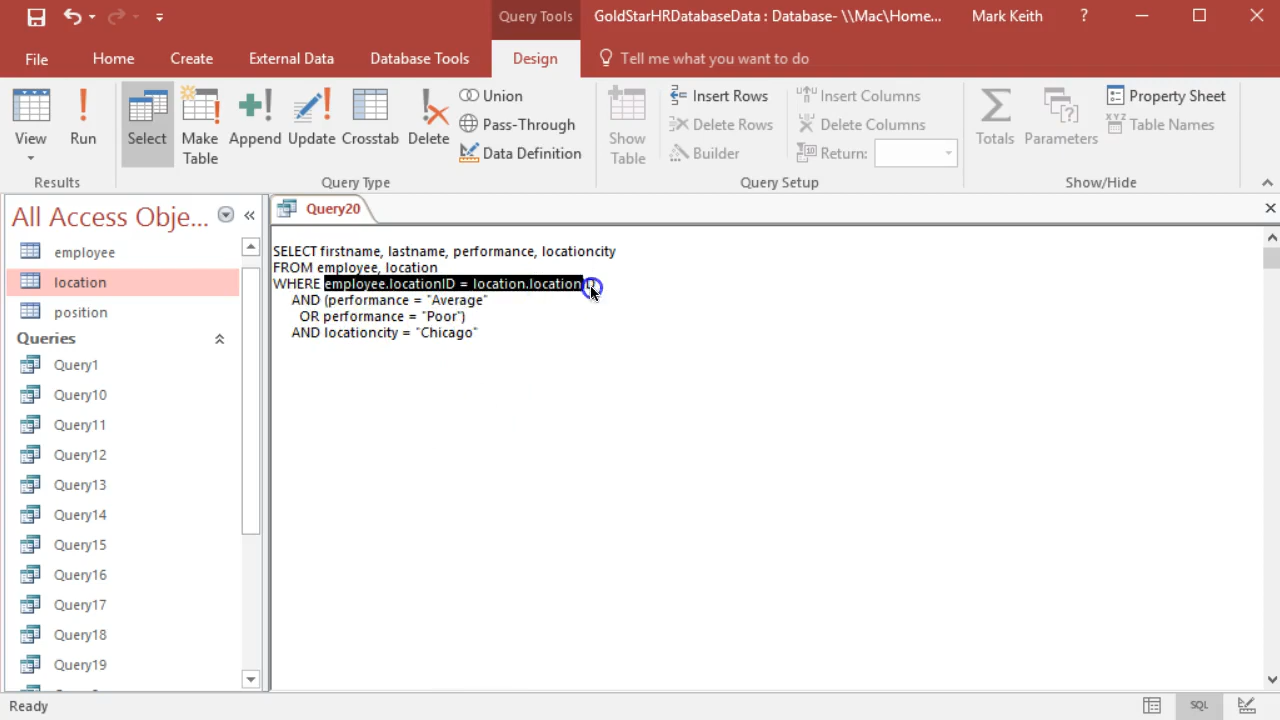 Query Tools
GoldStarHRDatabaseData : Database- \\Mac\Home...
Mark Keith
?
File
Home
Create
External Data
Database Tools
Design
Tell me what you want to do
View
Run
Select
Make Table
Append
Update
Crosstab
Delete
Union
Pass-Through
Data Definition
Show Table
Insert Rows
Delete Rows
Builder
Insert Columns
Delete Columns
Return:
Totals
Parameters
Property Sheet
Table Names
Results
Query Type
Query Setup
Show/Hide
All Access Obje...
employee
location
position
Queries
Query1
Query10
Query11
Query12
Query13
Query14
Query15
Query16
Query17
Query18
Query19
Query20
SELECT firstname, lastname, performance, locationcity
FROM employee, location
WHERE employee.locationID = location.locationID
AND (performance = "Average"
OR performance = "Poor")
AND locationcity = "Chicago"
Ready
SQL